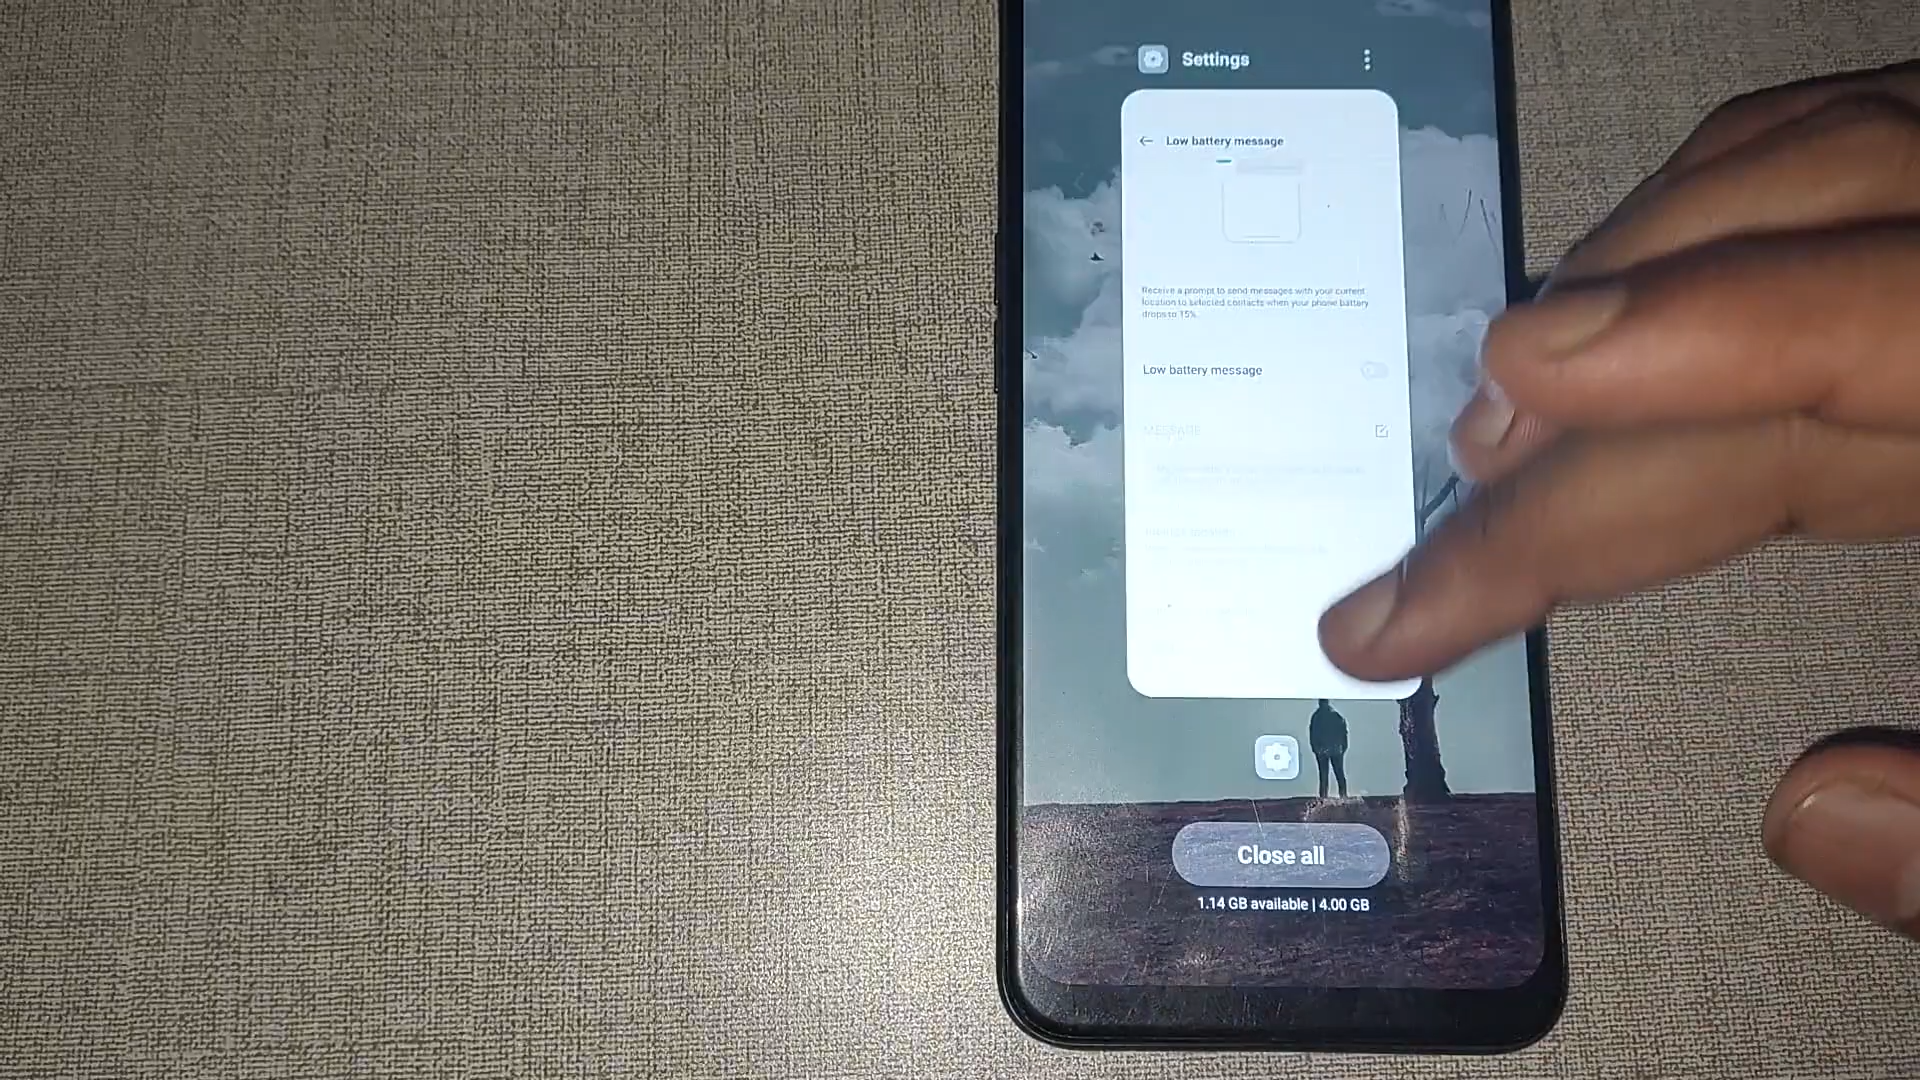 Settings
Low battery message
Receive a prompt to send messages with your current
location to selected contacts when your phone battery
drops to 15%.
Low battery message
MESSAGE
Close all
1.14 GB available | 4.00 GB